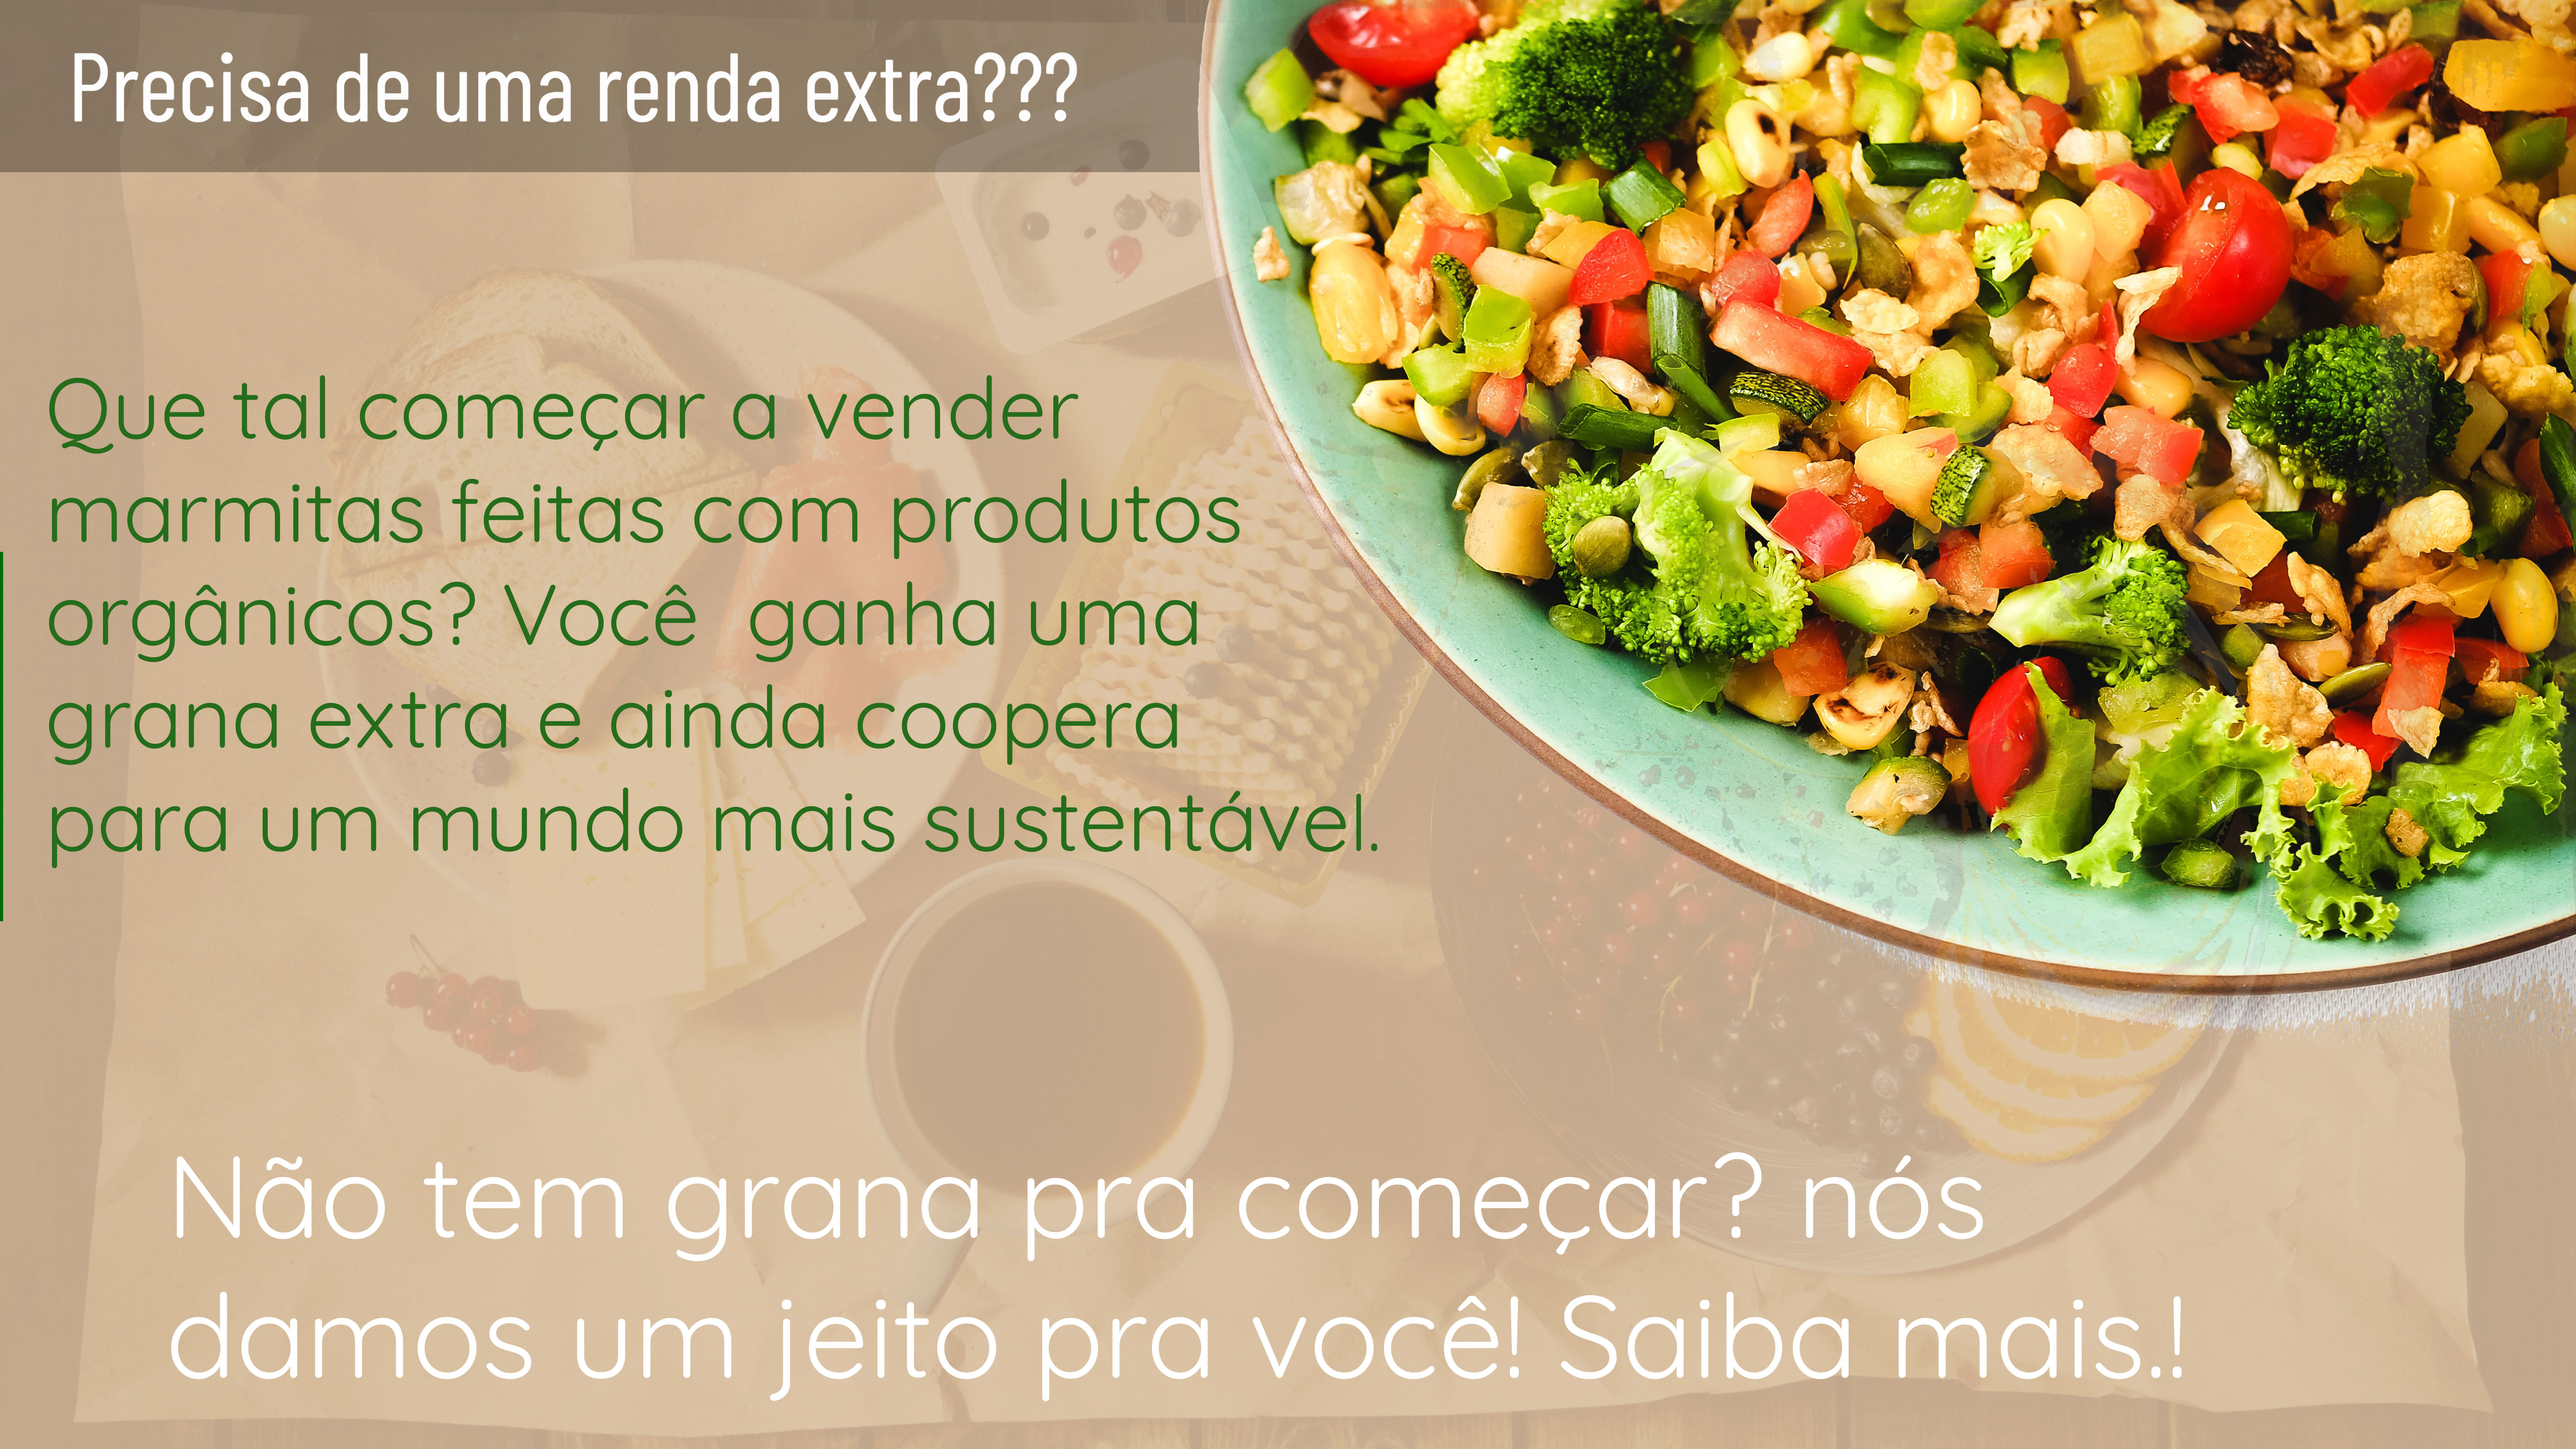 Precisa de uma renda extra???
Que tal começar a vender
marmitas feitas com produtos
orgânicos? Você  ganha uma
grana extra e ainda coopera
para um mundo mais sustentável.
Não tem grana pra começar? nós
damos um jeito pra você! Saiba mais.!